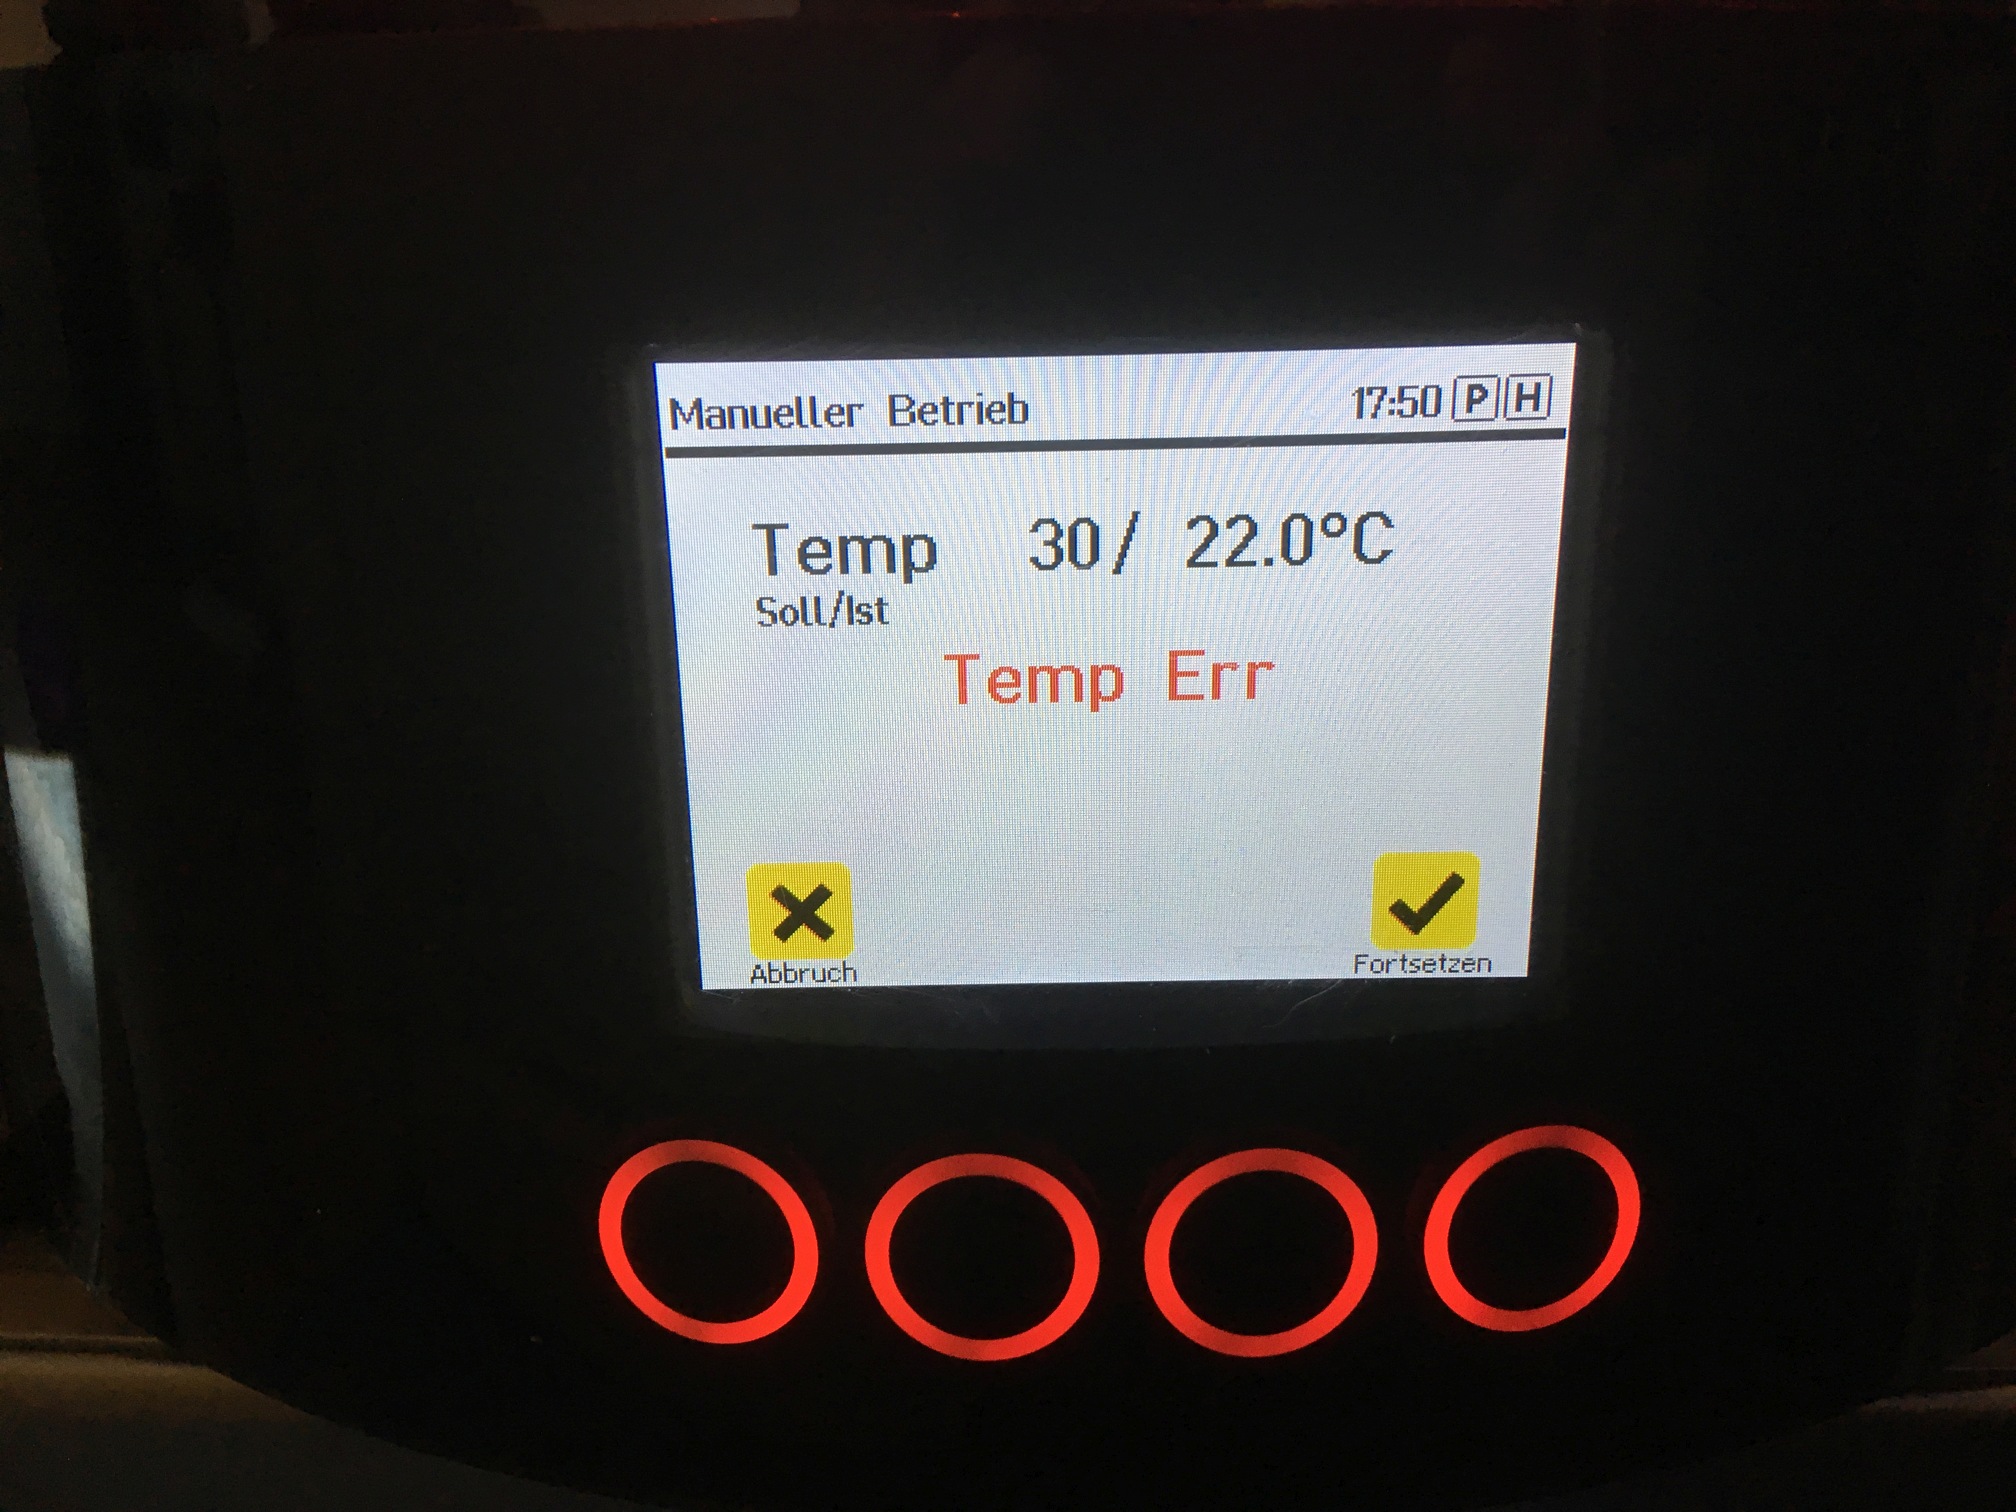 Manueller Betrieb 17:50 P H
Temp 30/ 22.0°C
Soll/Ist
Temp Err
Abbruch Fortsetzen